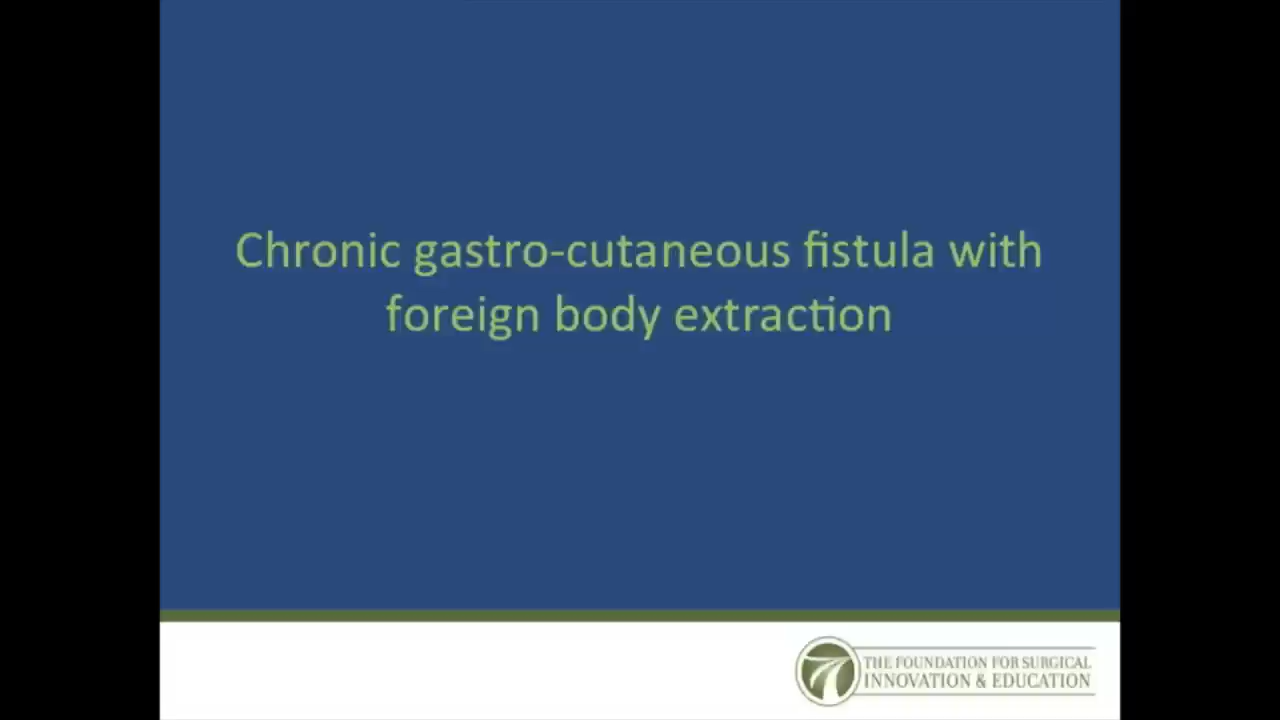 Chronic gastro-cutaneous fistula with
foreign body extraction
THE FOUNDATION FOR SURGICAL
INNOVATION & EDUCATION